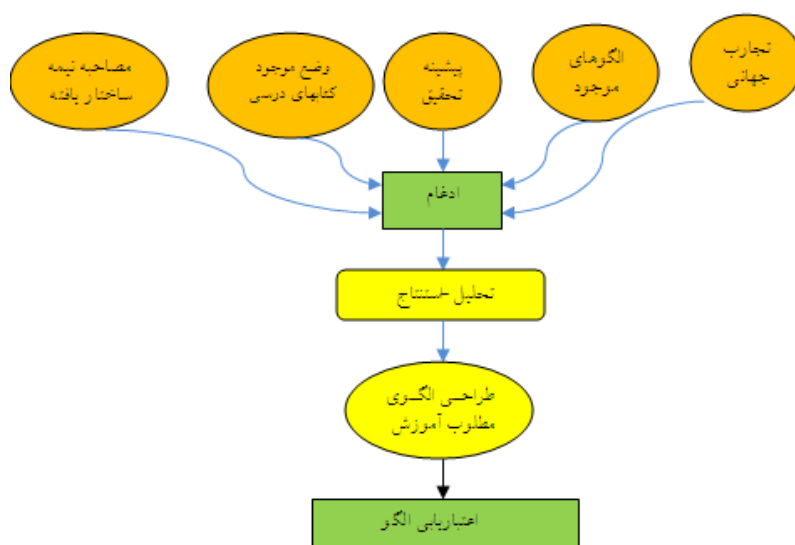 تجارب
جهانی
الگوهای
موجود
پیشینه
تحقیق
وضع موجود
کتابهای درسی
مصاحبه نیمه
ساختار یافته
ادغام
تحلیل -استنتاج
طراحی الگوی
مطلوب آموزش
اعتباریابی الگو